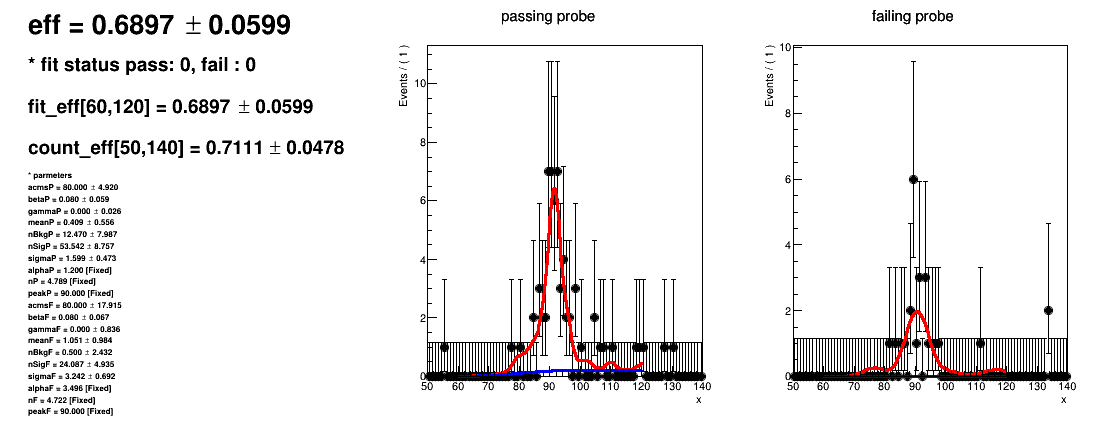 eff = 0.6897 ± 0.0599
* fit status pass: 0, fail : 0
fit_eff[60,120] = 0.6897 ± 0.0599
count_eff[50,140] = 0.7111 ± 0.0478
* parmeters
acmsP = 80.000 ± 4.920
betaP = 0.080 ± 0.059
gammaP = 0.000 ± 0.026
meanP = 0.409 ± 0.556
nBkgP = 12.470 ± 7.987
nSigP = 53.542 ± 8.757
sigmaP = 1.599 ± 0.473
alphaP = 1.200 [Fixed]
nP = 4.789 [Fixed]
peakP = 90.000 [Fixed]
acmsF = 80.000 ± 17.915
betaF = 0.080 ± 0.067
gammaF = 0.000 ± 0.836
meanF = 1.051 ± 0.984
nBkgF = 0.500 ± 2.432
nSigF = 24.087 ± 4.935
sigmaF = 3.242 ± 0.692
alphaF = 3.496 [Fixed]
nF = 4.722 [Fixed]
peakF = 90.000 [Fixed]
passing probe
Events / ( 1 )
10
8
6
4
2
0
50 60 70 80 90 100 110 120 130 140
x
failing probe
Events / ( 1 )
10
8
6
4
2
0
50 60 70 80 90 100 110 120 130 140
x